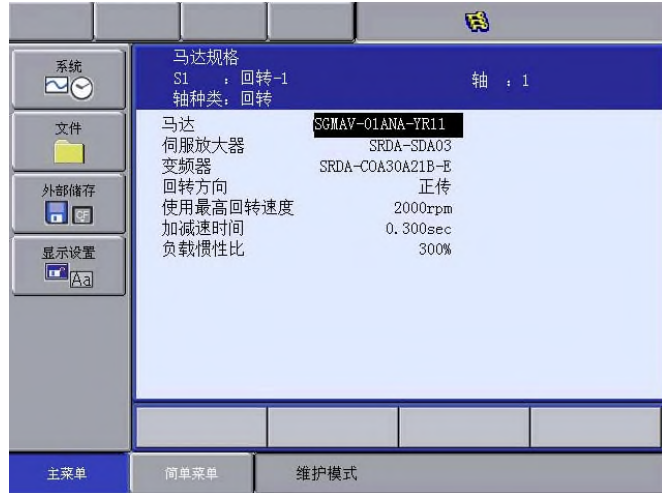 系统
文件
外部储存
CF
显示设置
Aa
马达规格
S1 : 回转-1 轴 : 1
轴种类: 回转
马达 SGMAV-01ANA-YR11
伺服放大器 SRDA-SDA03
变频器 SRDA-COA30A21B-E
回转方向 正传
使用最高回转速度 2000rpm
加减速时间 0.300sec
负载惯性比 300%
主菜单 简单菜单 维护模式